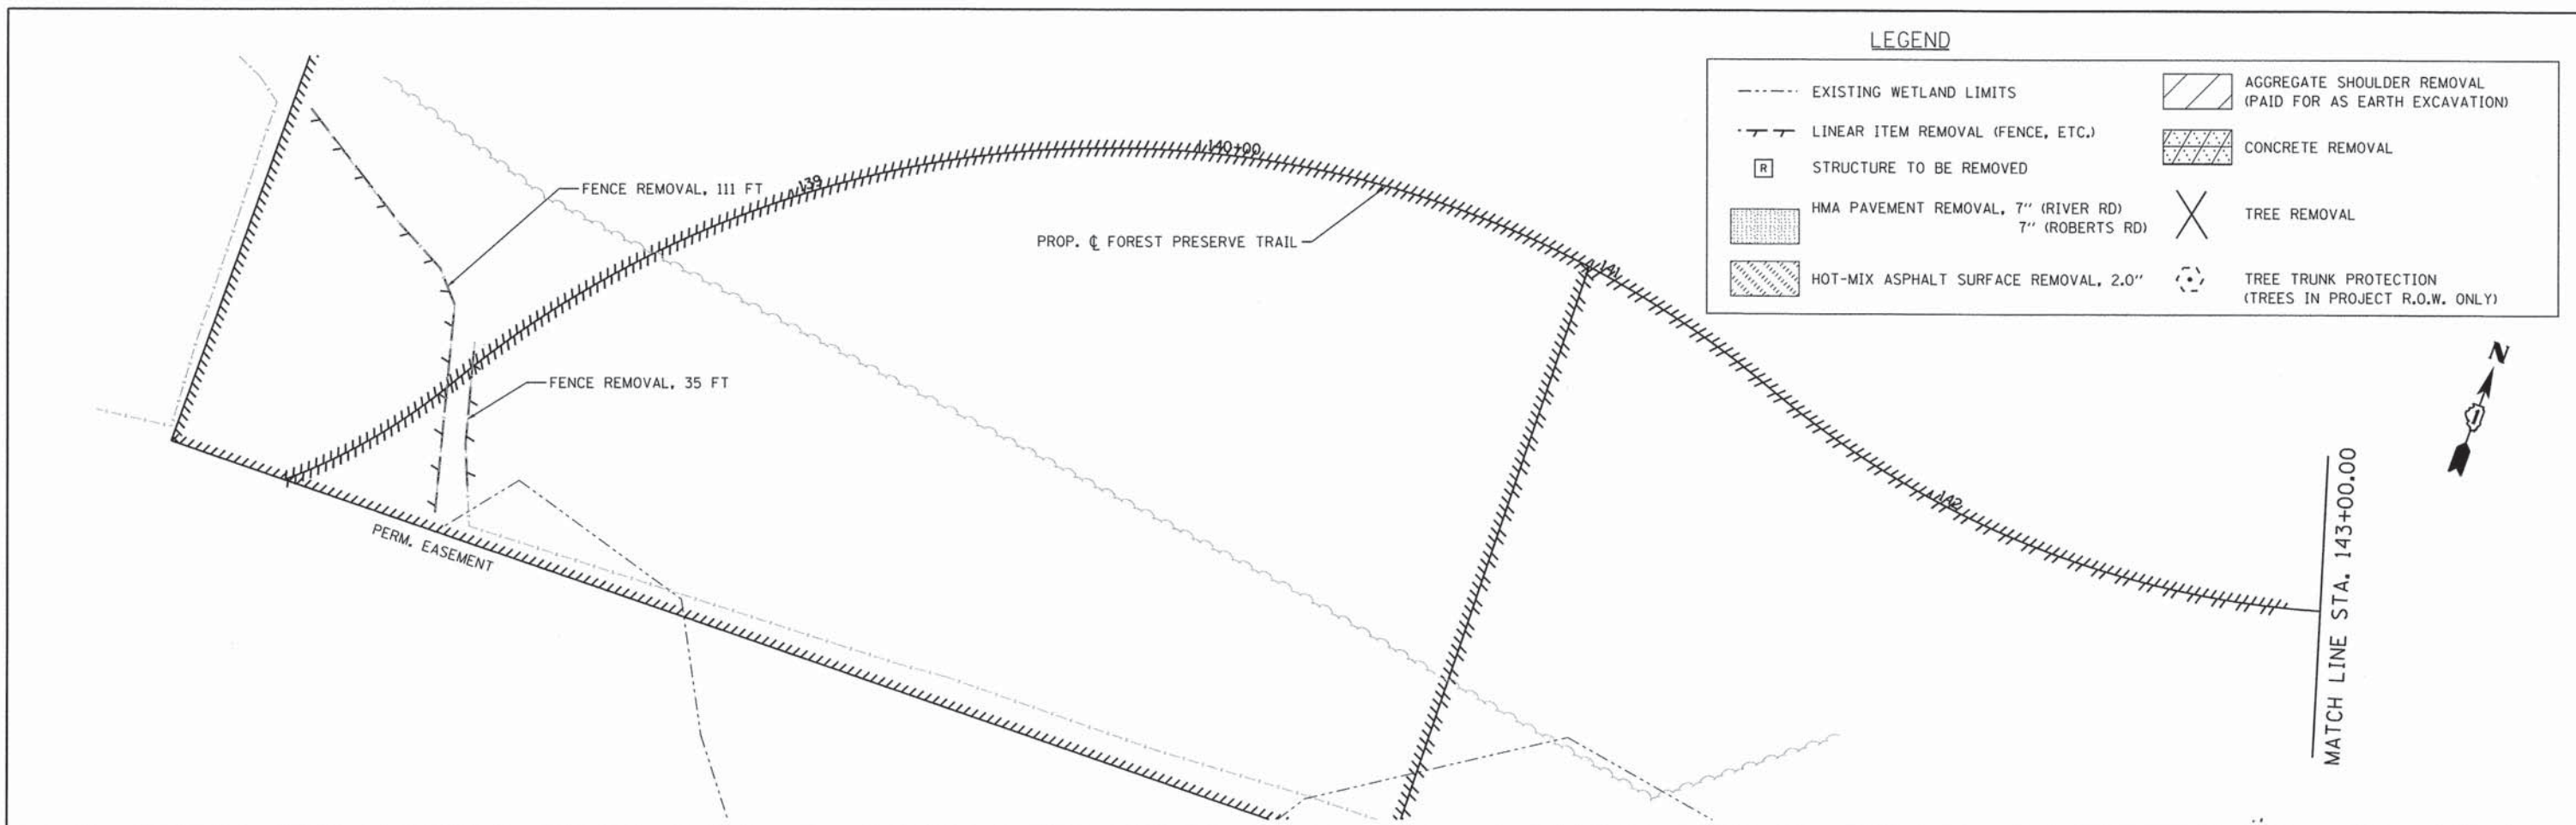 LEGEND
EXISTING WETLAND LIMITS
LINEAR ITEM REMOVAL (FENCE, ETC.)
R
STRUCTURE TO BE REMOVED
HMA PAVEMENT REMOVAL, 7" (RIVER RD)
7" (ROBERTS RD)
HOT-MIX ASPHALT SURFACE REMOVAL, 2.0"
AGGREGATE SHOULDER REMOVAL
(PAID FOR AS EARTH EXCAVATION)
CONCRETE REMOVAL
TREE REMOVAL
TREE TRUNK PROTECTION
(TREES IN PROJECT R.O.W. ONLY)
FENCE REMOVAL, 111 FT
139
140+00
PROP. ℄ FOREST PRESERVE TRAIL
141
FENCE REMOVAL, 35 FT
PERM. EASEMENT
142
N
MATCH LINE STA. 143+00.00